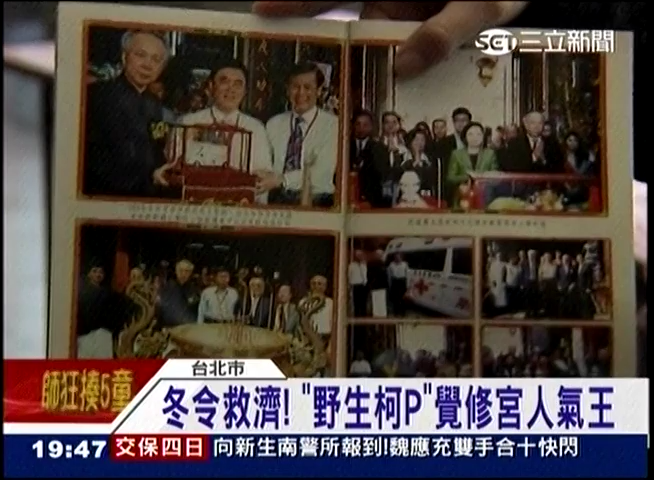 SET三立新聞
台北市
師狂揍5童
冬令救濟!"野生柯P"覺修宮人氣王
19:47 交保四日 向新生南警所報到!魏應充雙手合十快閃